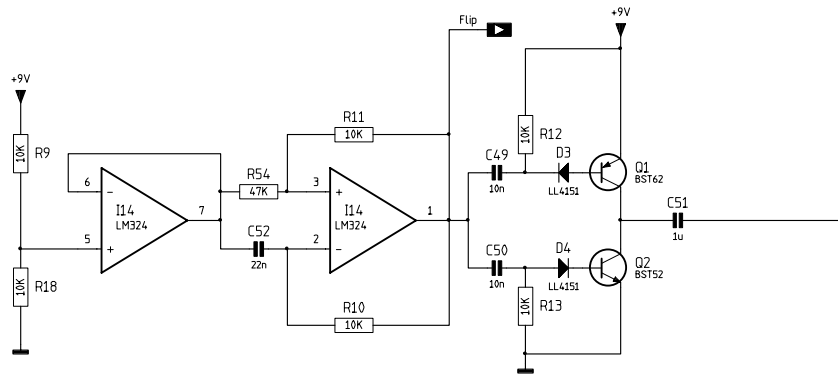 Flip
+9V
+9V
R11
10K
R9
10K
R12
10K
C49
10n
D3
LL4151
Q1
BST62
6
-
R54
47K
3
+
I14
LM324
7
I14
LM324
1
C51
1u
5
+
C52
22n
2
-
C50
10n
D4
LL4151
Q2
BST52
R18
10K
R10
10K
R13
10K